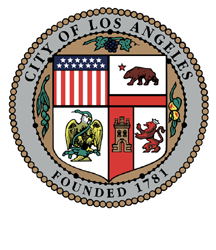 CITY OF LOS ANGELES
FOUNDED 1781